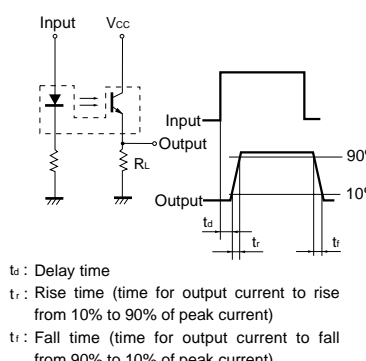 Input
Vcc
Output
RL
Input
Output
90%
10%
td
tr
tf
td : Delay time
tr : Rise time (time for output current to rise
from 10% to 90% of peak current)
tf : Fall time (time for output current to fall
from 90% to 10% of peak current)